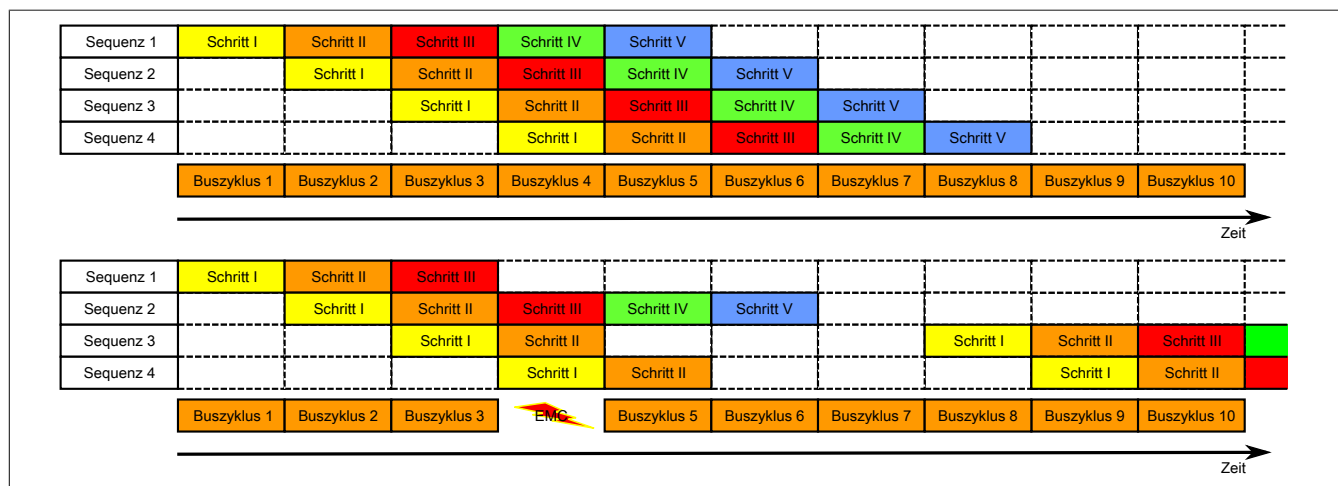 Sequenz 1 Schritt I Schritt II Schritt III Schritt IV Schritt V
Sequenz 2 Schritt I Schritt II Schritt III Schritt IV Schritt V
Sequenz 3 Schritt I Schritt II Schritt III Schritt IV Schritt V
Sequenz 4 Schritt I Schritt II Schritt III Schritt IV Schritt V
Buszyklus 1 Buszyklus 2 Buszyklus 3 Buszyklus 4 Buszyklus 5 Buszyklus 6 Buszyklus 7 Buszyklus 8 Buszyklus 9 Buszyklus 10
Zeit
Sequenz 1 Schritt I Schritt II Schritt III
Sequenz 2 Schritt I Schritt II Schritt III Schritt IV Schritt V
Sequenz 3 Schritt I Schritt II Schritt I Schritt II Schritt III
Sequenz 4 Schritt I Schritt II Schritt I Schritt II
Buszyklus 1 Buszyklus 2 Buszyklus 3 EMC Buszyklus 5 Buszyklus 6 Buszyklus 7 Buszyklus 8 Buszyklus 9 Buszyklus 10
Zeit